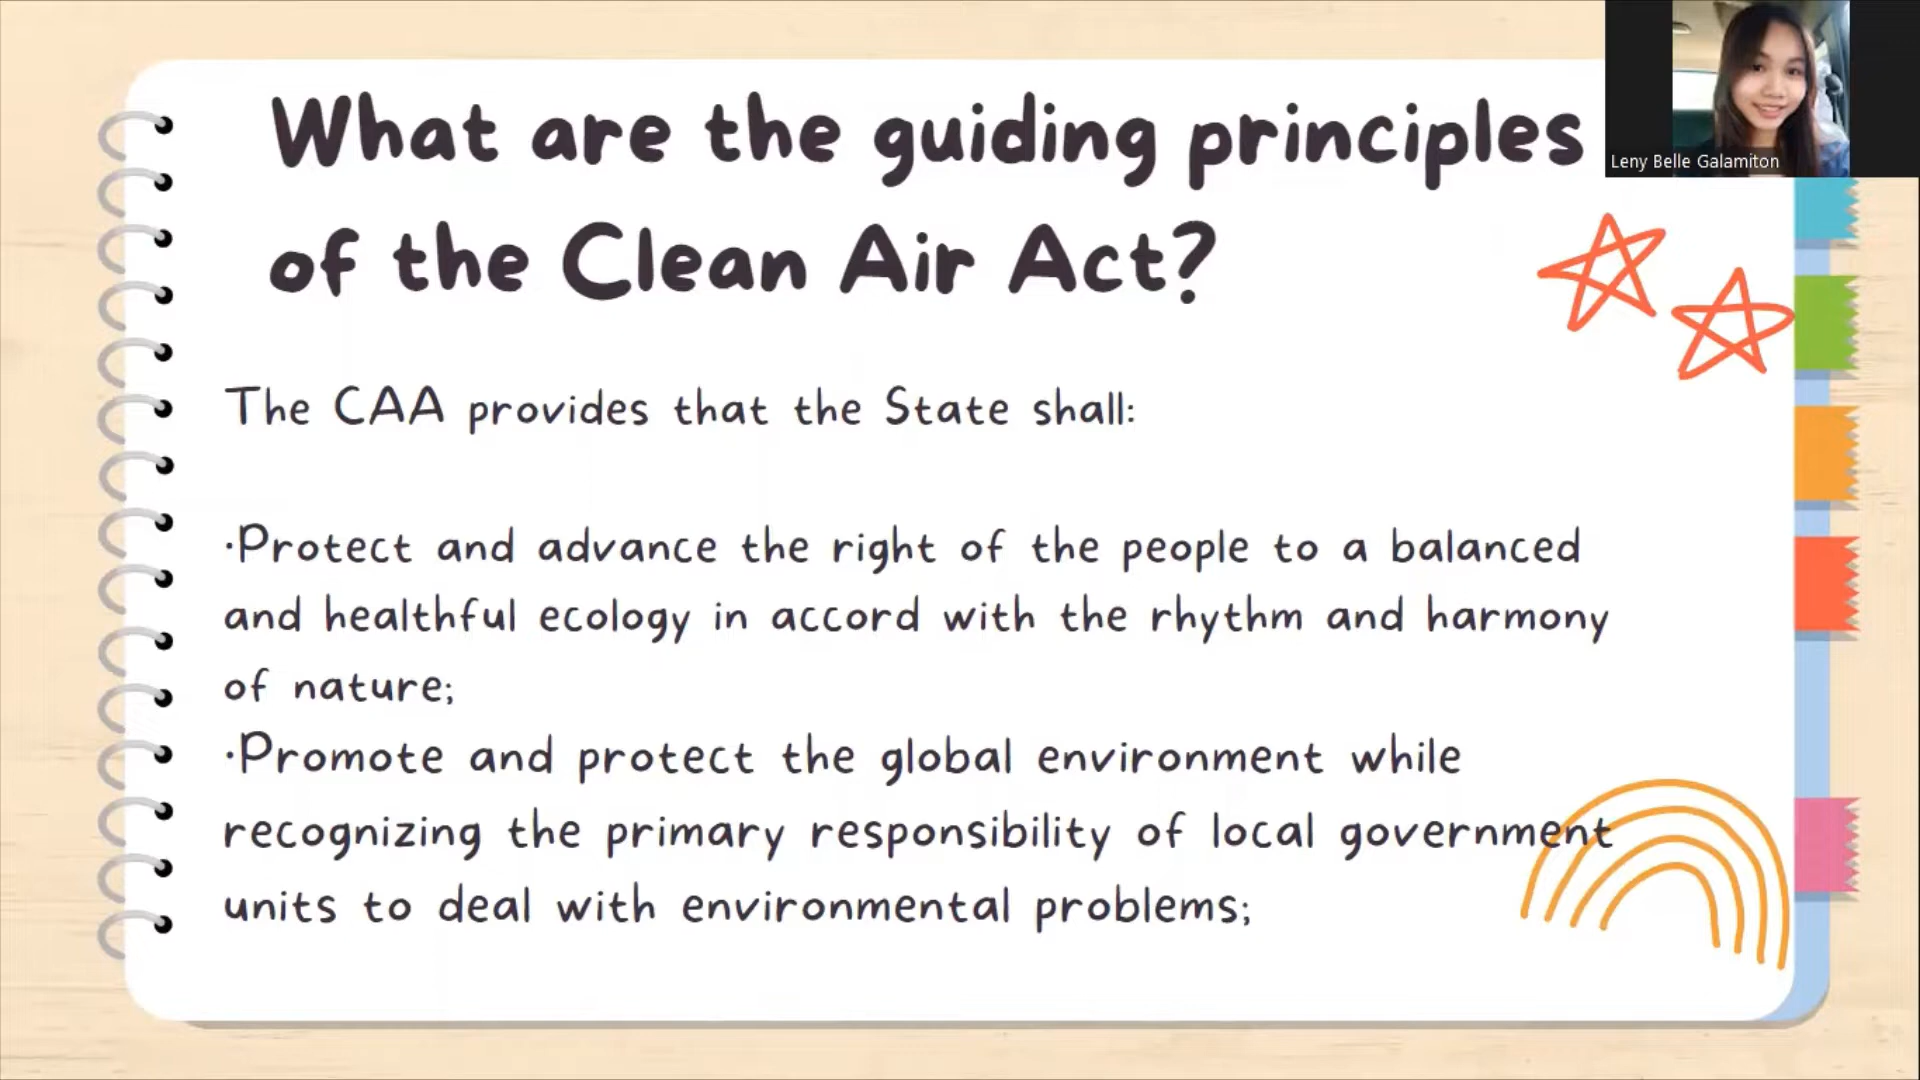 What are the guiding principles
of the Clean Air Act?
Leny Belle Galamiton
The CAA provides that the State shall:
·Protect and advance the right of the people to a balanced
and healthful ecology in accord with the rhythm and harmony
of nature;
·Promote and protect the global environment while
recognizing the primary responsibility of local government
units to deal with environmental problems;